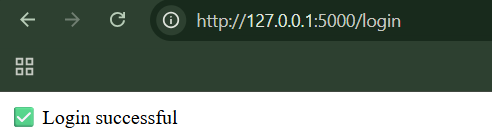 http://127.0.0.1:5000/login
✅ Login successful